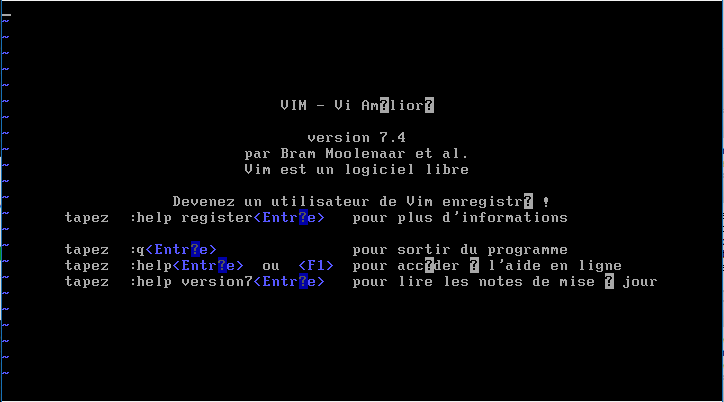 VIM - Vi Am?lior?
version 7.4
par Bram Moolenaar et al.
Vim est un logiciel libre
Devenez un utilisateur de Vim enregistr? !
tapez :help register<Entr?e> pour plus d'informations
tapez :q<Entr?e> pour sortir du programme
tapez :help<Entr?e> ou <F1> pour acc?der ? l'aide en ligne
tapez :help version7<Entr?e> pour lire les notes de mise ? jour